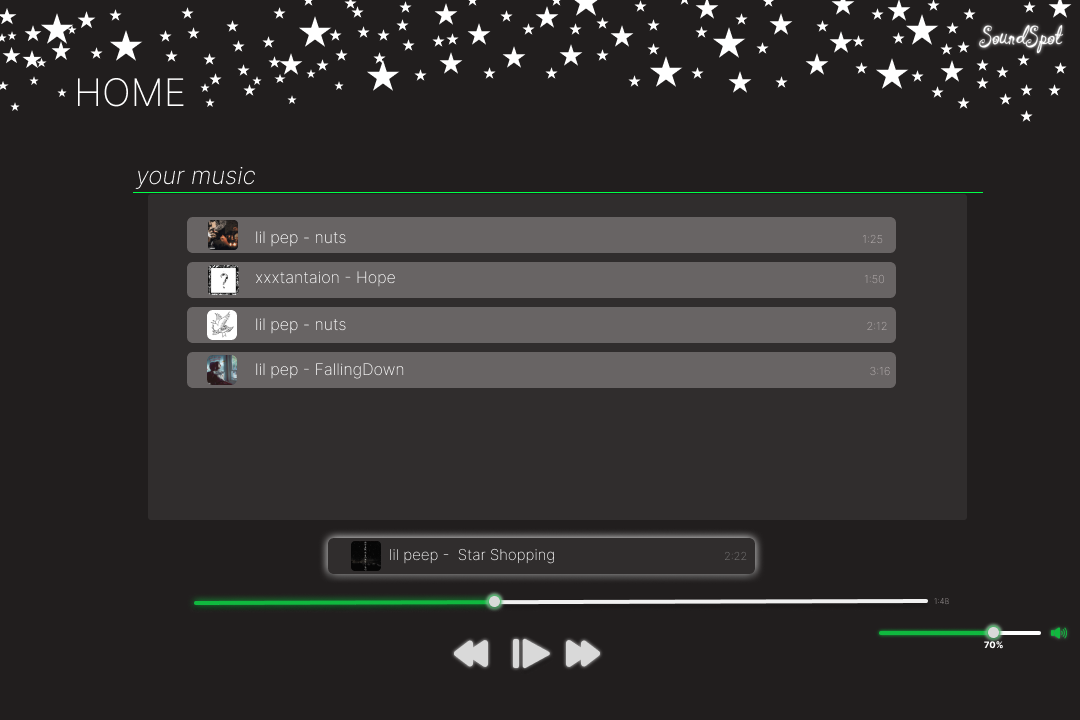 SoundSpot
HOME
your music
lil pep - nuts 1:25
?
xxxtantaion - Hope 1:50
lil pep - nuts 2:12
lil pep - FallingDown 3:16
lil peep - Star Shopping 2:22
1:48
70%